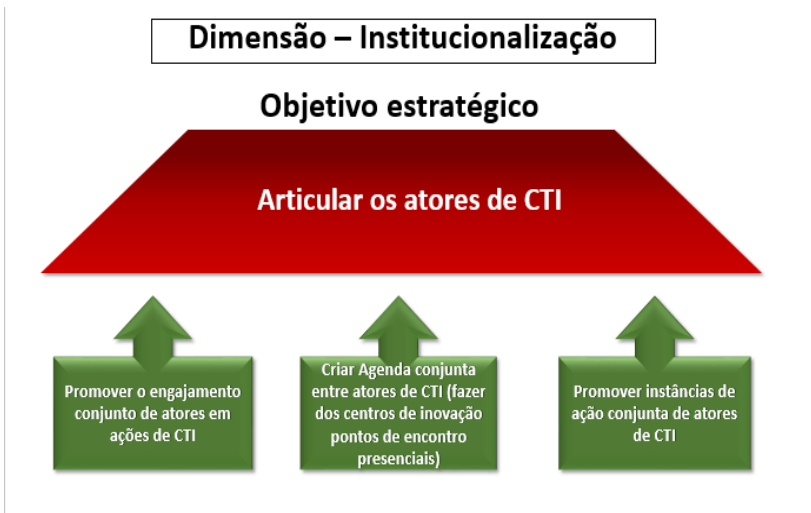 Dimensão – Institucionalização
Objetivo estratégico
Articular os atores de CTI
Promover o engajamento
conjunto de atores em
ações de CTI
Criar Agenda conjunta
entre atores de CTI (fazer
dos centros de inovação
pontos de encontro
presenciais)
Promover instâncias de
ação conjunta de atores
de CTI